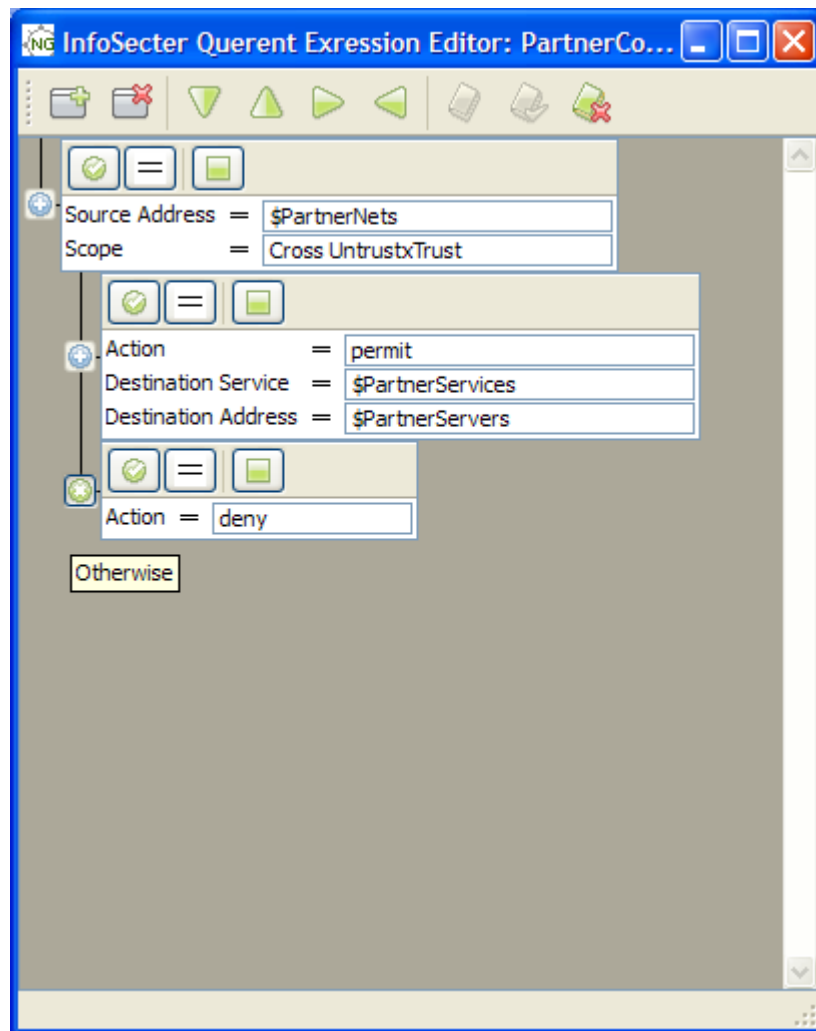 NG InfoSecter Querent Exression Editor: PartnerCo...
Source Address = $PartnerNets
Scope = Cross UntrustxTrust
Action = permit
Destination Service = $PartnerServices
Destination Address = $PartnerServers
Action = deny
Otherwise